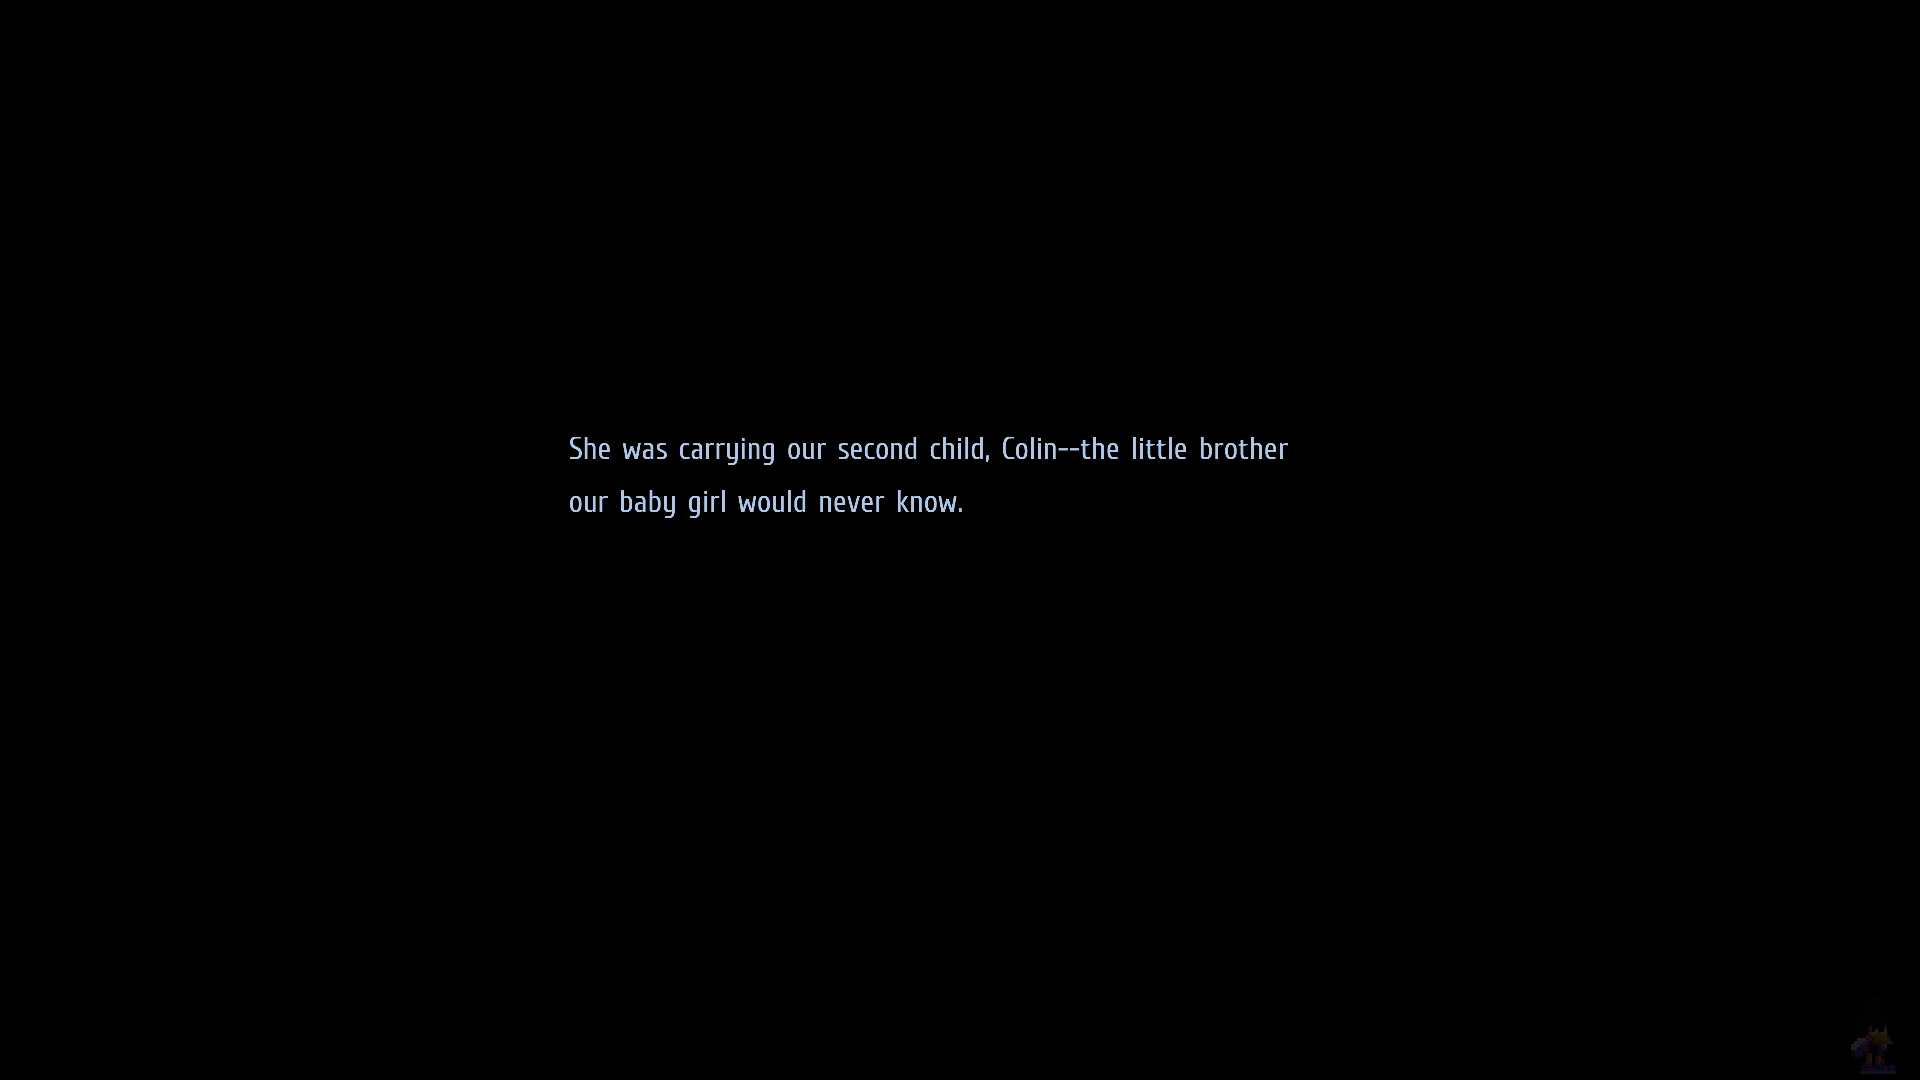 She was carrying our second child, Colin--the little brother
our baby girl would never know.